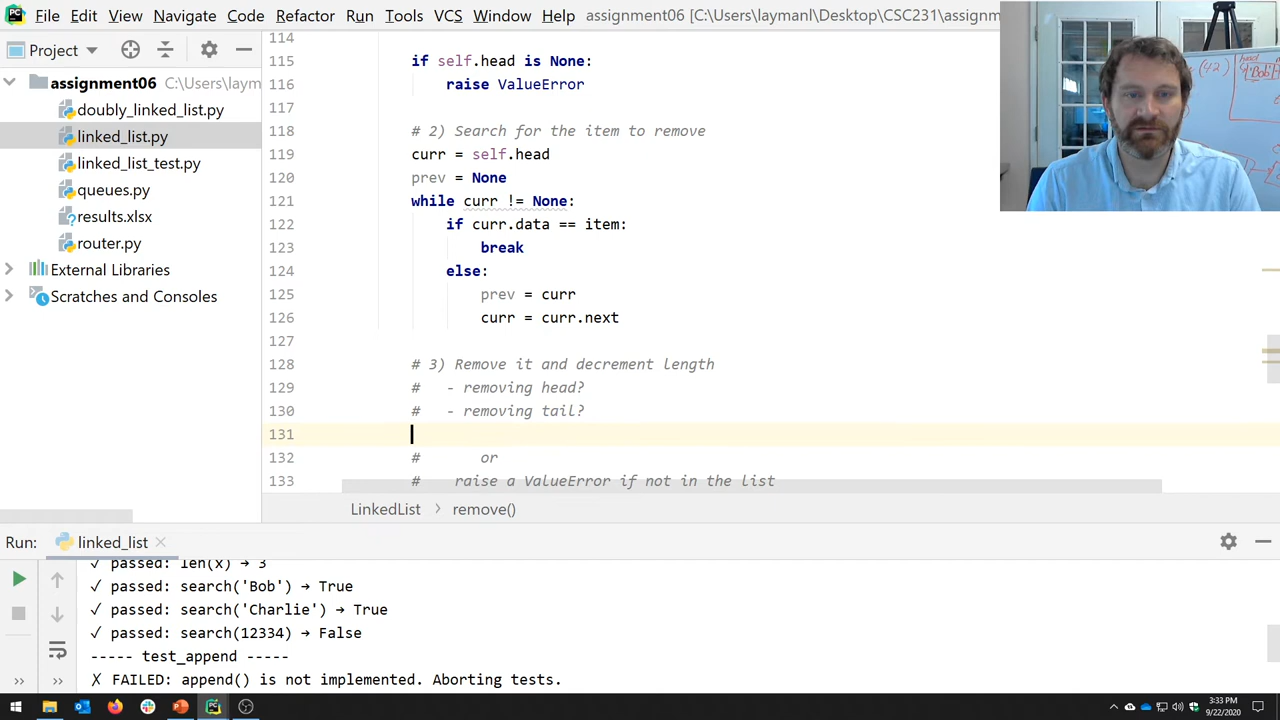 File Edit View Navigate Code Refactor Run Tools VCS Window Help assignment06 [C:\Users\laymanl\Desktop\CSC231\assignm
Project
assignment06 C:\Users\laym
doubly_linked_list.py
linked_list.py
linked_list_test.py
queues.py
results.xlsx
router.py
External Libraries
Scratches and Consoles
114
115 if self.head is None:
116 raise ValueError
117
118 # 2) Search for the item to remove
119 curr = self.head
120 prev = None
121 while curr != None:
122 if curr.data == item:
123 break
124 else:
125 prev = curr
126 curr = curr.next
127
128 # 3) Remove it and decrement length
129 #   - removing head?
130 #   - removing tail?
131
132 #       or
133 #    raise a ValueError if not in the list
LinkedList > remove()
Run: linked_list
✓ passed: len(x) → 3
✓ passed: search('Bob') → True
✓ passed: search('Charlie') → True
✓ passed: search(12334) → False
----- test_append -----
✗ FAILED: append() is not implemented. Aborting tests.
(42)
Bob
3:33 PM
9/22/2020